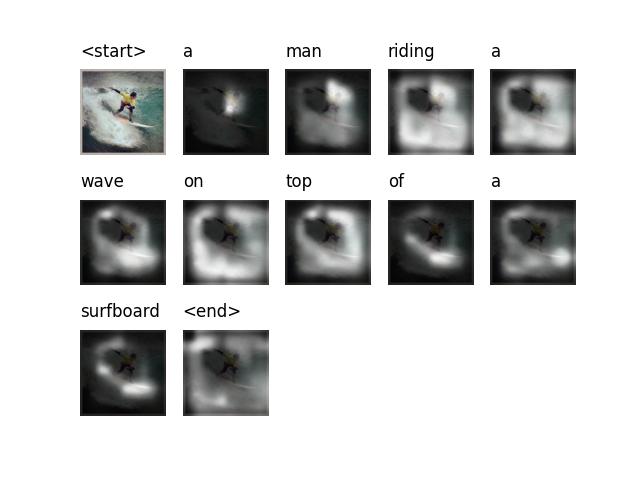 <start> a man riding a
wave on top of a
surfboard <end>